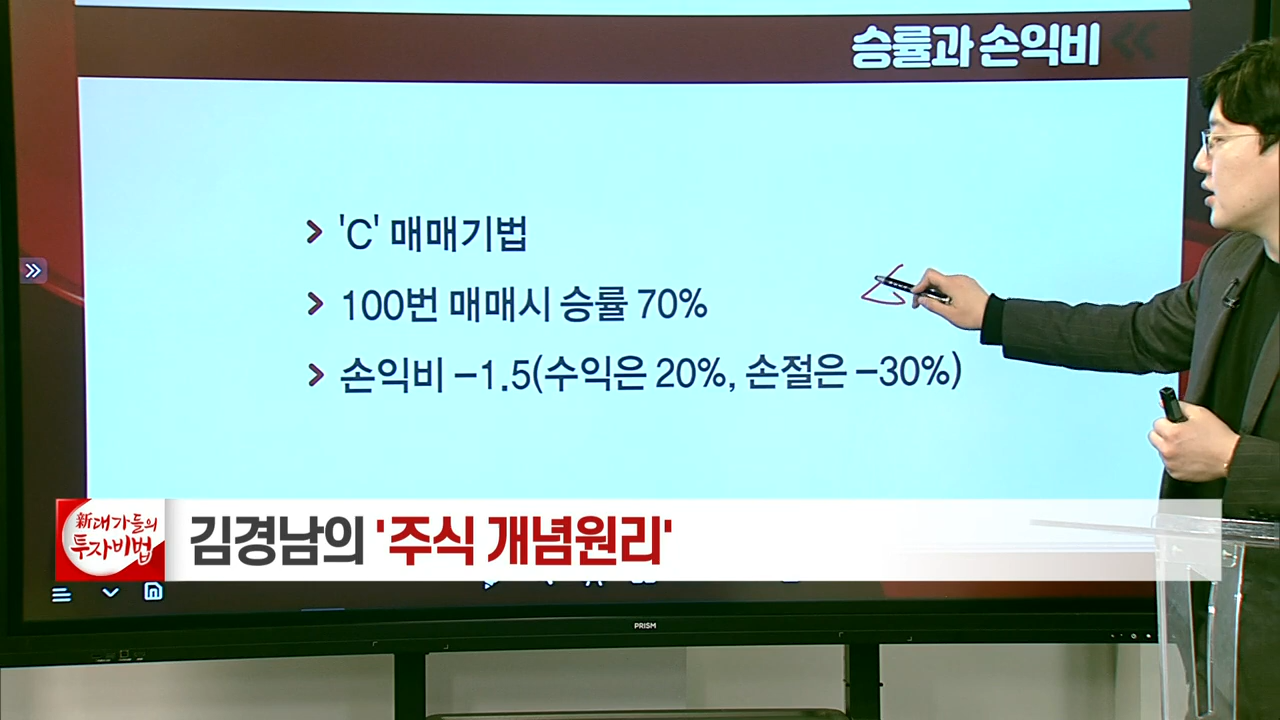 승률과 손익비
'C' 매매기법
100번 매매시 승률 70%
손익비 -1.5(수익은 20%, 손절은 -30%)
新대가들의
투자비법
김경남의 '주식 개념원리'
PRISM